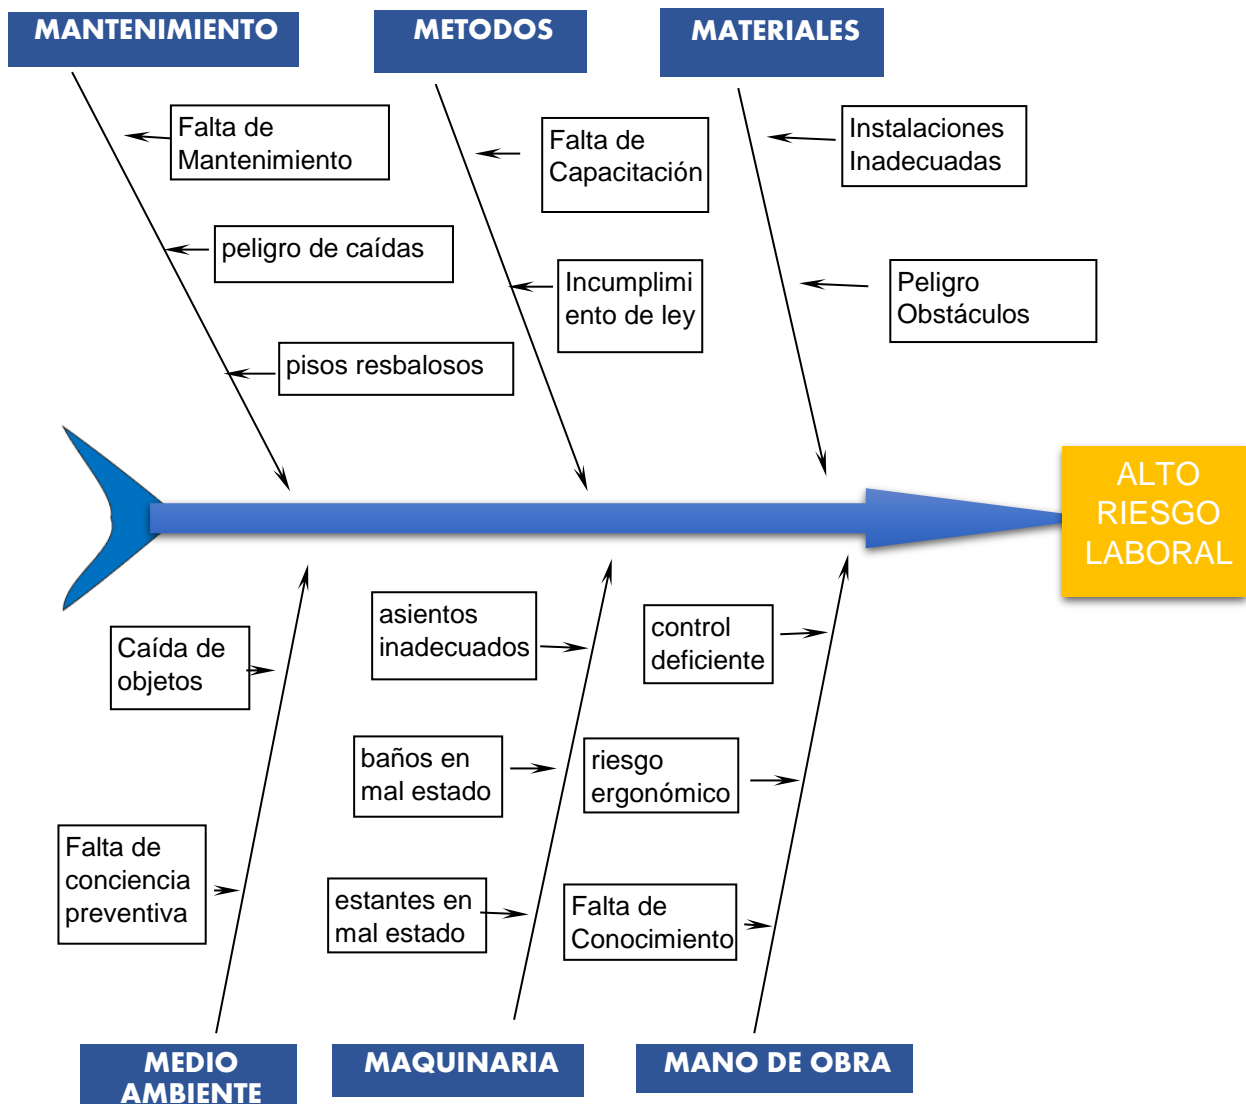 MANTENIMIENTO
METODOS
MATERIALES
Falta de
Mantenimiento
Falta de
Capacitación
Instalaciones
Inadecuadas
peligro de caídas
Incumplimi
ento de ley
Peligro
Obstáculos
pisos resbalosos
ALTO
RIESGO
LABORAL
Caída de
objetos
asientos
inadecuados
control
deficiente
baños en
mal estado
riesgo
ergonómico
Falta de
conciencia
preventiva
estantes en
mal estado
Falta de
Conocimiento
MEDIO
AMBIENTE
MAQUINARIA
MANO DE OBRA